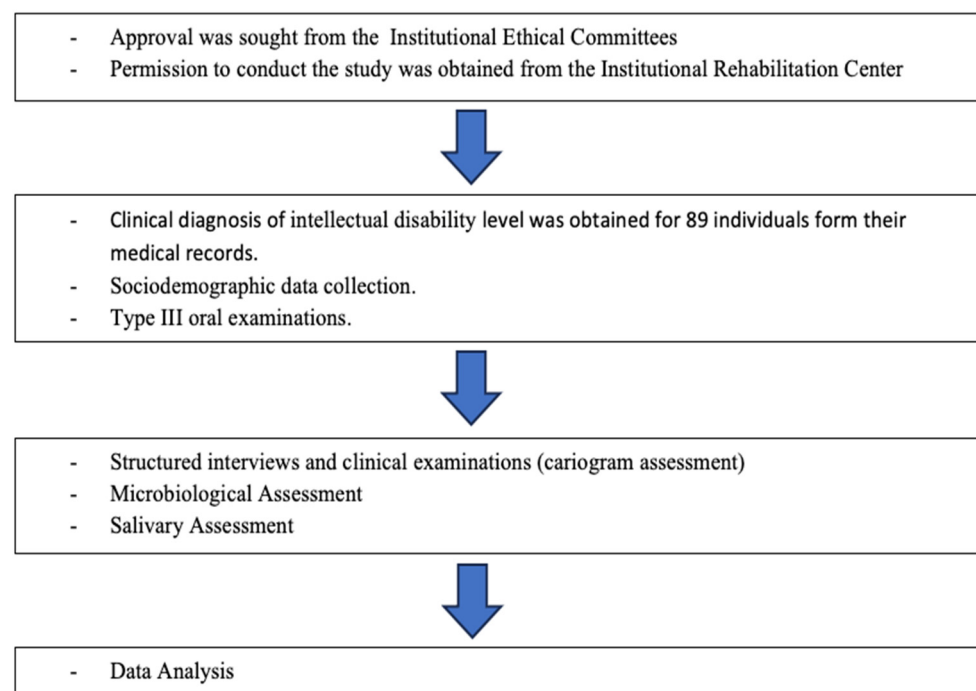 - Approval was sought from the Institutional Ethical Committees
- Permission to conduct the study was obtained from the Institutional Rehabilitation Center
- Clinical diagnosis of intellectual disability level was obtained for 89 individuals form their
medical records.
- Sociodemographic data collection.
- Type III oral examinations.
- Structured interviews and clinical examinations (cariogram assessment)
- Microbiological Assessment
- Salivary Assessment
- Data Analysis